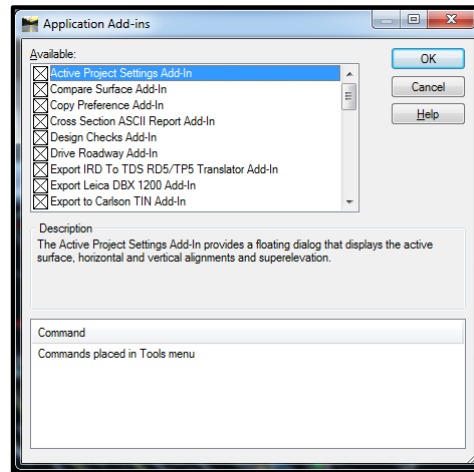 Application Add-ins
Available:
OK
Active Project Settings Add-In
Compare Surface Add-In
Cancel
Copy Preference Add-In
Cross Section ASCII Report Add-In
Help
Design Checks Add-In
Drive Roadway Add-In
Export IRD To TDS RD5/TP5 Translator Add-In
Export Leica DBX 1200 Add-In
Export to Carlson TIN Add-In
Description
The Active Project Settings Add-In provides a floating dialog that displays the active
surface, horizontal and vertical alignments and superelevation.
Command
Commands placed in Tools menu